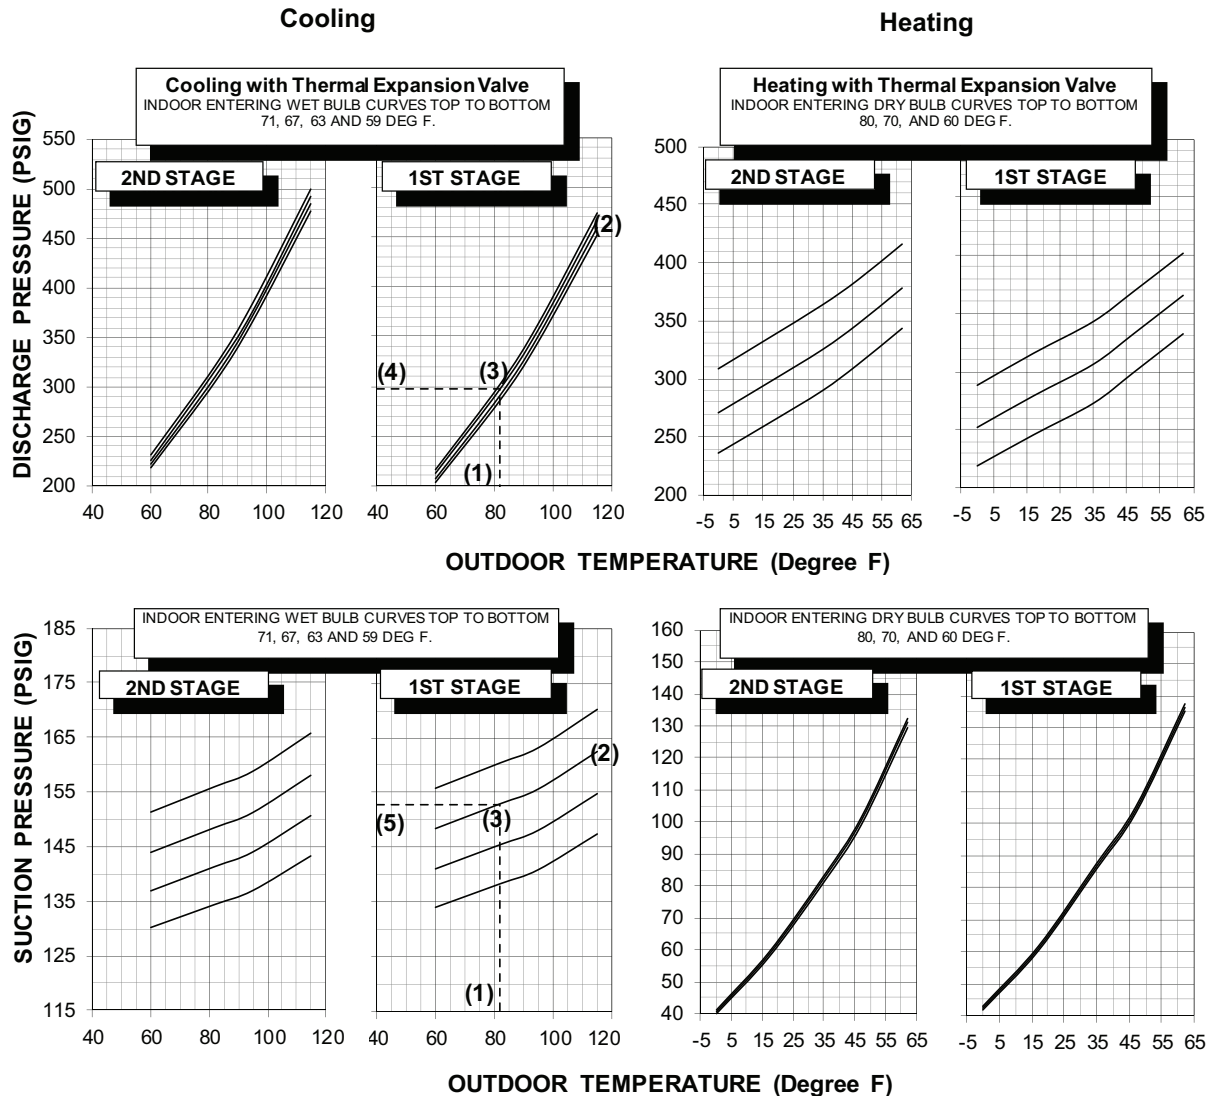 Cooling
Heating
Cooling with Thermal Expansion Valve
INDOOR ENTERING WET BULB CURVES TOP TO BOTTOM
71, 67, 63 AND 59 DEG F.
Heating with Thermal Expansion Valve
INDOOR ENTERING DRY BULB CURVES TOP TO BOTTOM
80, 70, AND 60 DEG F.
DISCHARGE PRESSURE (PSIG)
2ND STAGE
550
500
450
400
350
300
250
200
40 60 80 100 120
1ST STAGE
(2)
(3)
(4)
(1)
40 60 80 100 120
2ND STAGE
500
450
400
350
300
250
200
-5 5 15 25 35 45 55 65
1ST STAGE
-5 5 15 25 35 45 55 65
OUTDOOR TEMPERATURE (Degree F)
INDOOR ENTERING WET BULB CURVES TOP TO BOTTOM
71, 67, 63 AND 59 DEG F.
INDOOR ENTERING DRY BULB CURVES TOP TO BOTTOM
80, 70, AND 60 DEG F.
SUCTION PRESSURE (PSIG)
2ND STAGE
185
175
165
155
145
135
125
115
40 60 80 100 120
1ST STAGE
(2)
(3)
(5)
(1)
40 60 80 100 120
2ND STAGE
160
150
140
130
120
110
100
90
80
70
60
50
40
-5 5 15 25 35 45 55 65
1ST STAGE
-5 5 15 25 35 45 55 65
OUTDOOR TEMPERATURE (Degree F)